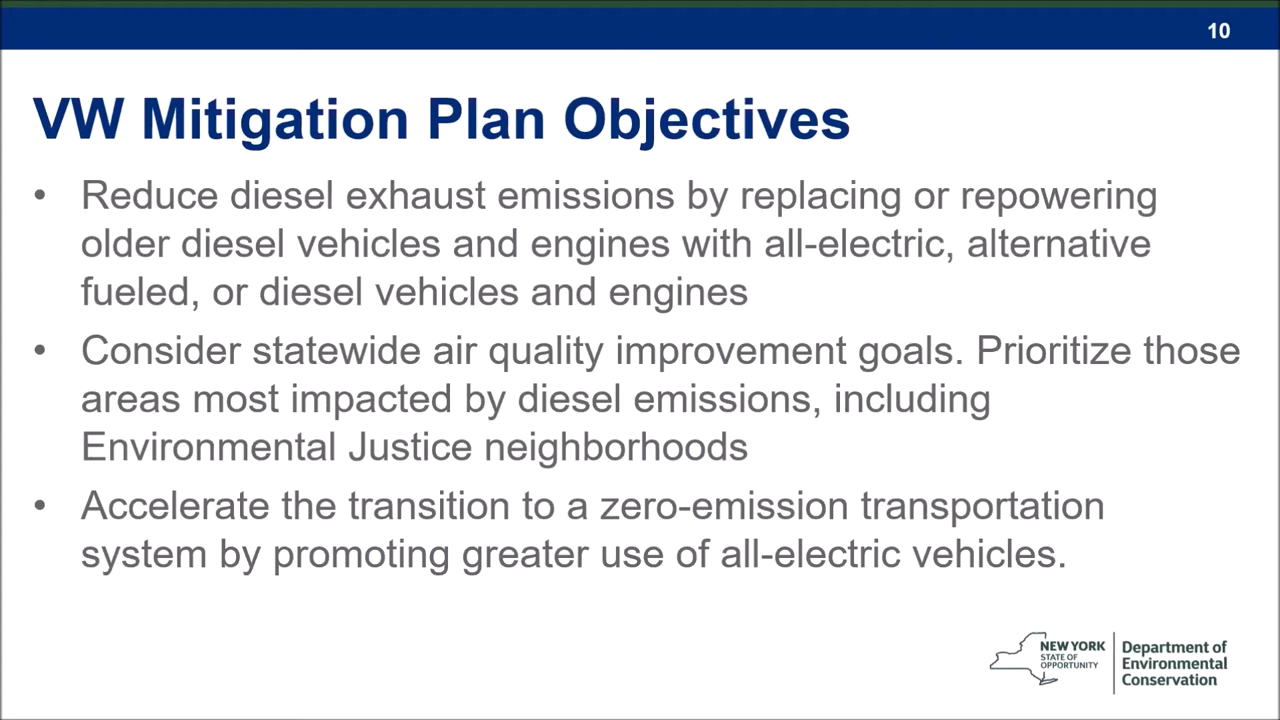 10
VW Mitigation Plan Objectives
• Reduce diesel exhaust emissions by replacing or repowering
older diesel vehicles and engines with all-electric, alternative
fueled, or diesel vehicles and engines
• Consider statewide air quality improvement goals. Prioritize those
areas most impacted by diesel emissions, including
Environmental Justice neighborhoods
• Accelerate the transition to a zero-emission transportation
system by promoting greater use of all-electric vehicles.
NEW YORK
STATE OF
OPPORTUNITY
Department of
Environmental
Conservation